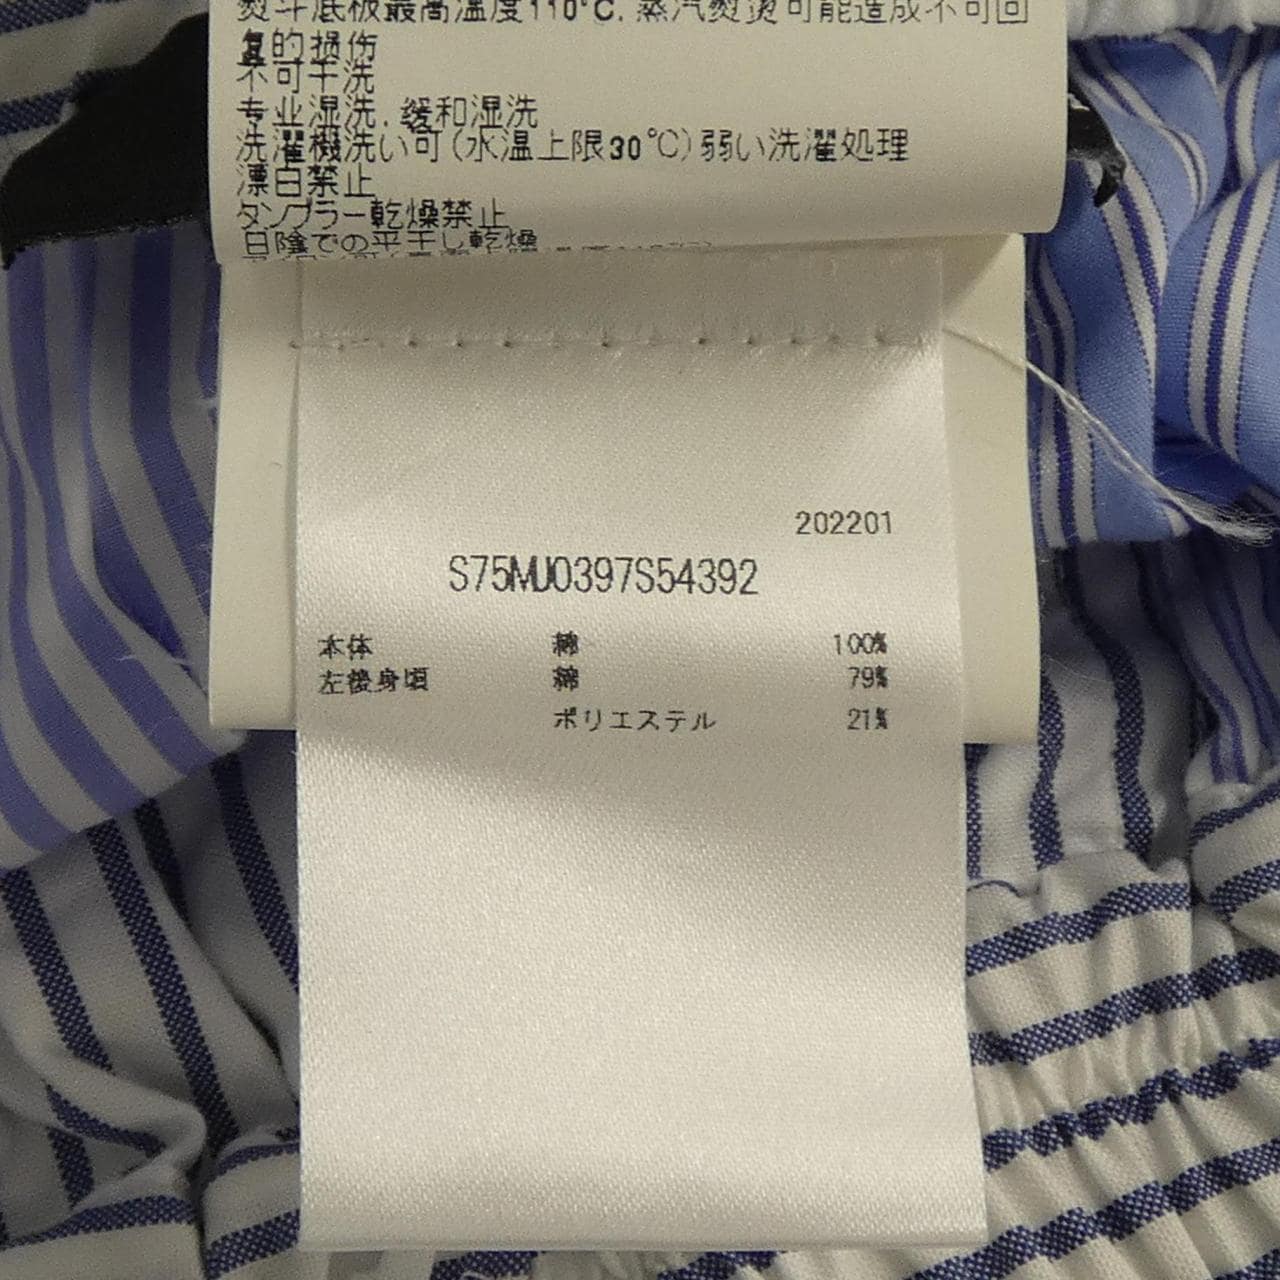 熨斗底板最高温度110℃. 蒸汽熨烫可能造成不可回
复的损伤
不可干洗
专业湿洗. 缓和湿洗
洗濯機洗い可(水温上限30℃)弱い洗濯処理
漂白禁止
タンブラー乾燥禁止
日陰での平干し乾燥
202201
S75MJ0397S54392
本体 綿 100%
左後身頃 綿 79%
ポリエステル 21%